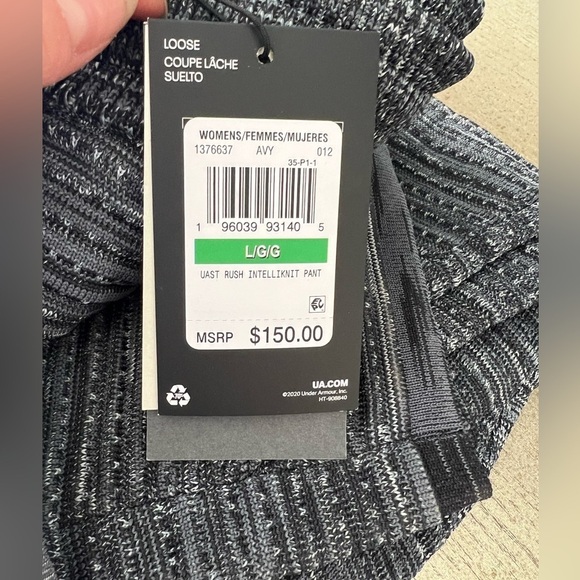 LOOSE
COUPE LÂCHE
SUELTO
WOMENS/FEMMES/MUJERES
1376637 AVY 012
35-P1-1
1 96039 93140 5
L/G/G
UAST RUSH INTELLIKNIT PANT
MSRP $150.00
UA.COM
©2020 Under Armour, Inc.
HT-908840